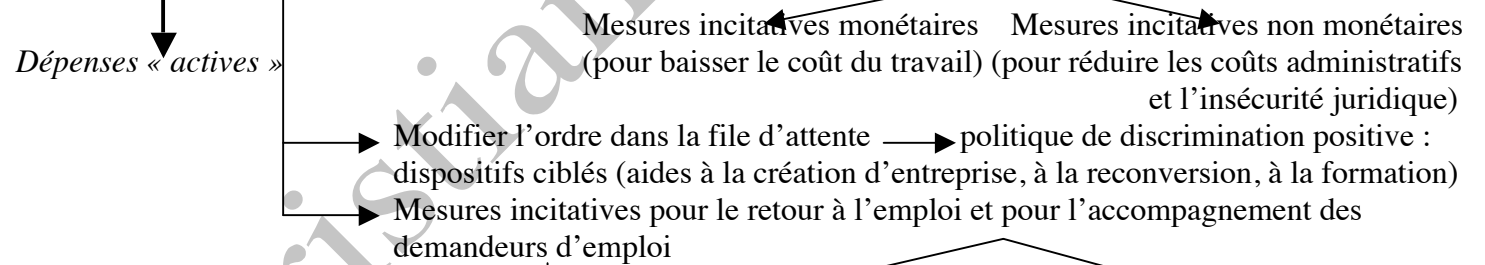 Mesures incitatives monétaires Mesures incitatives non monétaires
Dépenses « actives » (pour baisser le coût du travail) (pour réduire les coûts administratifs
et l’insécurité juridique)
Modifier l’ordre dans la file d’attente politique de discrimination positive :
dispositifs ciblés (aides à la création d’entreprise, à la reconversion, à la formation)
Mesures incitatives pour le retour à l’emploi et pour l’accompagnement des
demandeurs d’emploi